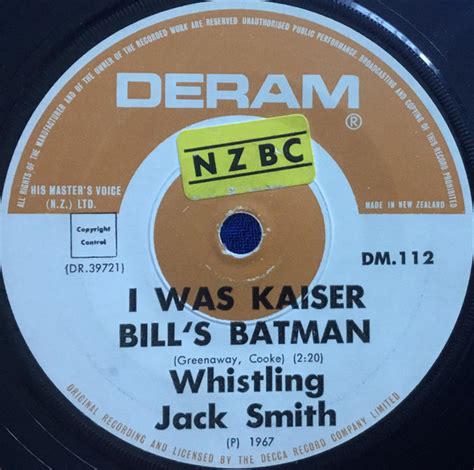 ALL RIGHTS OF THE MANUFACTURER AND OF THE OWNER OF THE RECORDED WORK ARE RESERVED UNAUTHORISED PUBLIC PERFORMANCE, BROADCASTING AND COPYING OF THIS RECORD PROHIBITED
DERAM
®
NZBC
HIS MASTER'S VOICE
(N.Z.) LTD.
MADE IN NEW ZEALAND
Copyright
Control
(DR.39721)
DM.112
I WAS KAISER
BILL'S BATMAN
(Greenaway, Cooke) (2:20)
Whistling
Jack Smith
(P) 1967
ORIGINAL RECORDING AND LICENSED BY THE DECCA RECORD COMPANY LIMITED